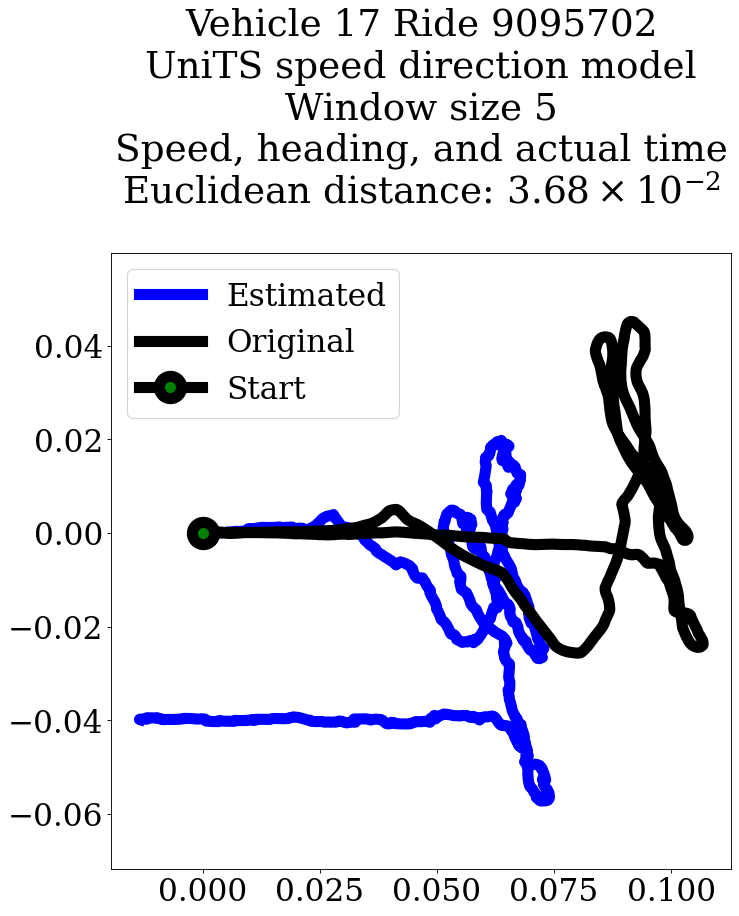 Vehicle 17 Ride 9095702
UniTS speed direction model
Window size 5
Speed, heading, and actual time
Euclidean distance: 3.68 × 10⁻²
Estimated
Original
Start
0.04
0.02
0.00
−0.02
−0.04
−0.06
0.000 0.025 0.050 0.075 0.100